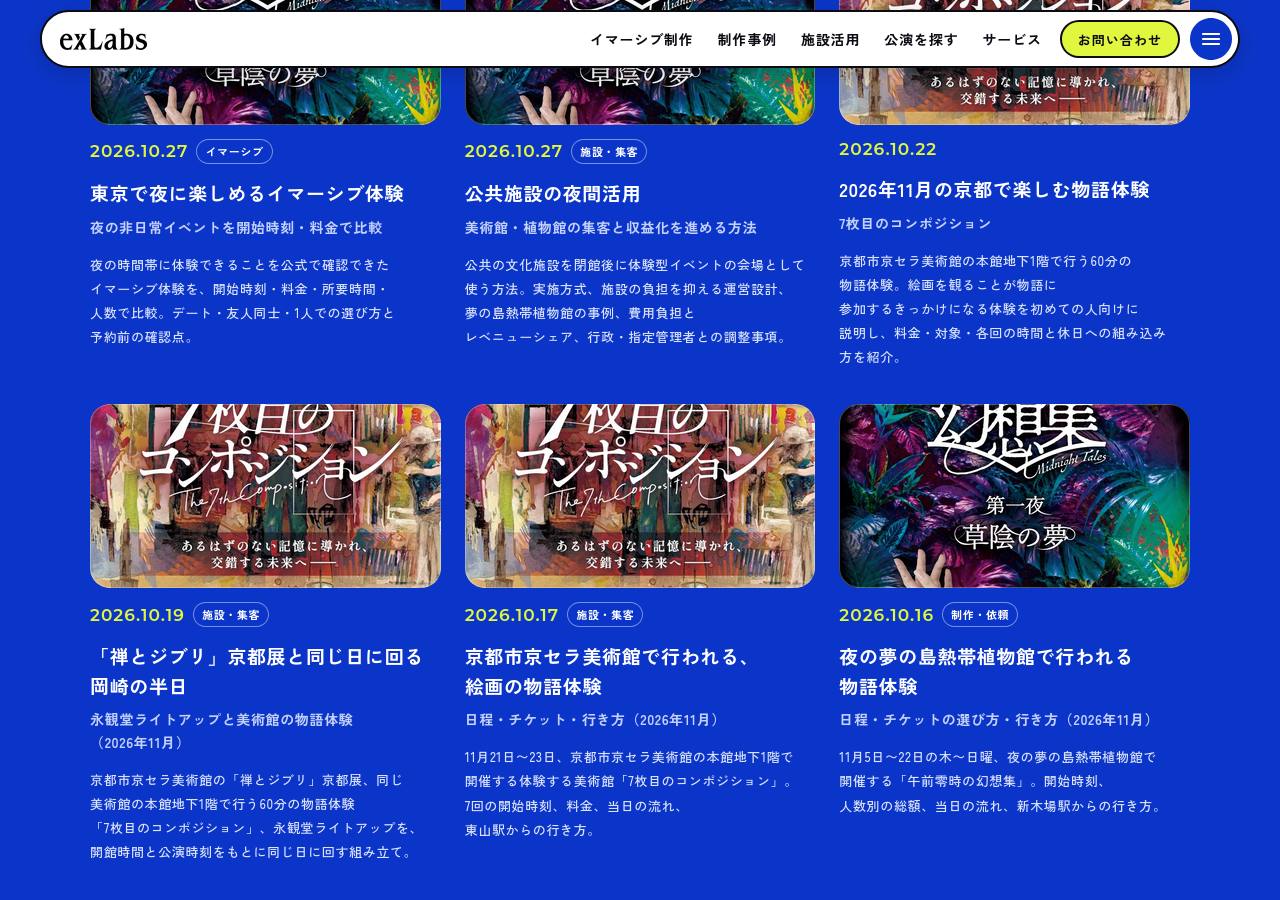 exLabs
イマーシブ制作
制作事例
施設活用
公演を探す
サービス
お問い合わせ
草陰の夢
草陰の夢
あるはずのない記憶に導かれ、
交錯する未来へ──
2026.10.27
イマーシブ
東京で夜に楽しめるイマーシブ体験
夜の非日常イベントを開始時刻・料金で比較
夜の時間帯に体験できることを公式で確認できた
イマーシブ体験を、開始時刻・料金・所要時間・
人数で比較。デート・友人同士・1人での選び方と
予約前の確認点。
2026.10.27
施設・集客
公共施設の夜間活用
美術館・植物館の集客と収益化を進める方法
公共の文化施設を閉館後に体験型イベントの会場として
使う方法。実施方式、施設の負担を抑える運営設計、
夢の島熱帯植物館の事例、費用負担と
レベニューシェア、行政・指定管理者との調整事項。
2026.10.22
2026年11月の京都で楽しむ物語体験
7枚目のコンポジション
京都市京セラ美術館の本館地下1階で行う60分の
物語体験。絵画を観ることが物語に
参加するきっかけになる体験を初めての人向けに
説明し、料金・対象・各回の時間と休日への組み込み
方を紹介。
7枚目の
コンポジション
The 7th Composition
あるはずのない記憶に導かれ、
交錯する未来へ──
2026.10.19
施設・集客
「禅とジブリ」京都展と同じ日に回る
岡崎の半日
永観堂ライトアップと美術館の物語体験
（2026年11月）
京都市京セラ美術館の「禅とジブリ」京都展、同じ
美術館の本館地下1階で行う60分の物語体験
「7枚目のコンポジション」、永観堂ライトアップを、
開館時間と公演時刻をもとに同じ日に回す組み立て。
7枚目の
コンポジション
The 7th Composition
あるはずのない記憶に導かれ、
交錯する未来へ──
2026.10.17
施設・集客
京都市京セラ美術館で行われる、
絵画の物語体験
日程・チケット・行き方（2026年11月）
11月21日〜23日、京都市京セラ美術館の本館地下1階で
開催する体験する美術館「7枚目のコンポジション」。
7回の開始時刻、料金、当日の流れ、
東山駅からの行き方。
幻想集
Midnight Tales
第一夜
草陰の夢
2026.10.16
制作・依頼
夜の夢の島熱帯植物館で行われる
物語体験
日程・チケットの選び方・行き方（2026年11月）
11月5日〜22日の木〜日曜、夜の夢の島熱帯植物館で
開催する「午前零時の幻想集」。開始時刻、
人数別の総額、当日の流れ、新木場駅からの行き方。